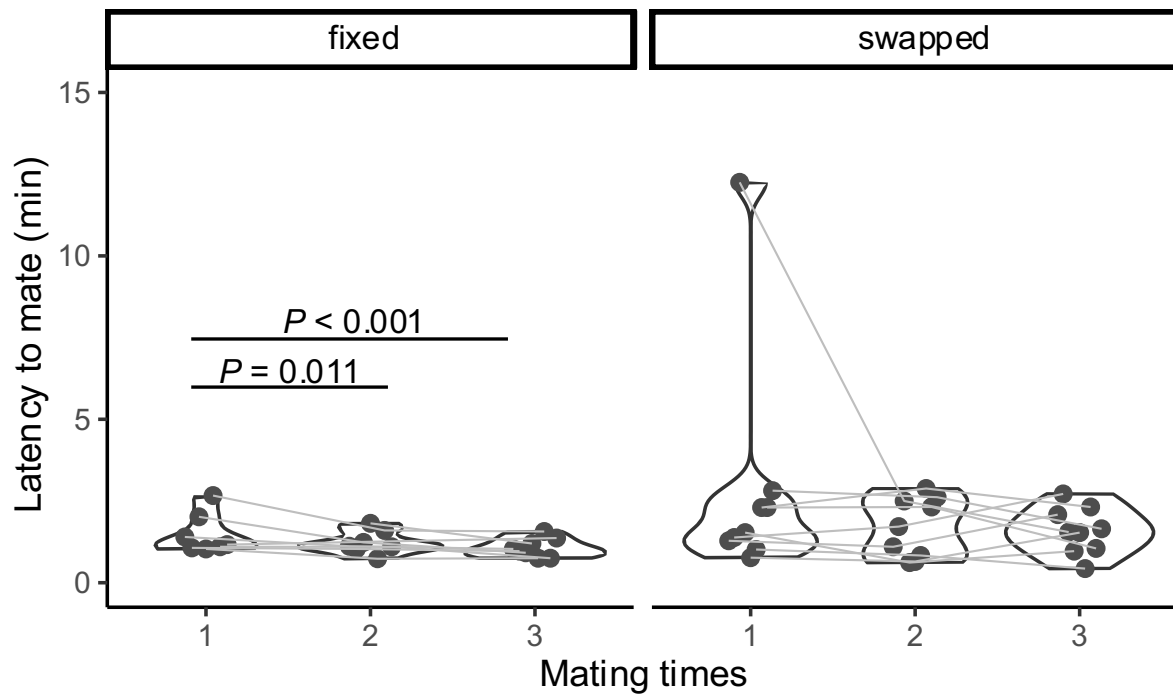 fixed
swapped
Latency to mate (min)
15
10
5
0
P < 0.001
P = 0.011
1 2 3
1 2 3
Mating times